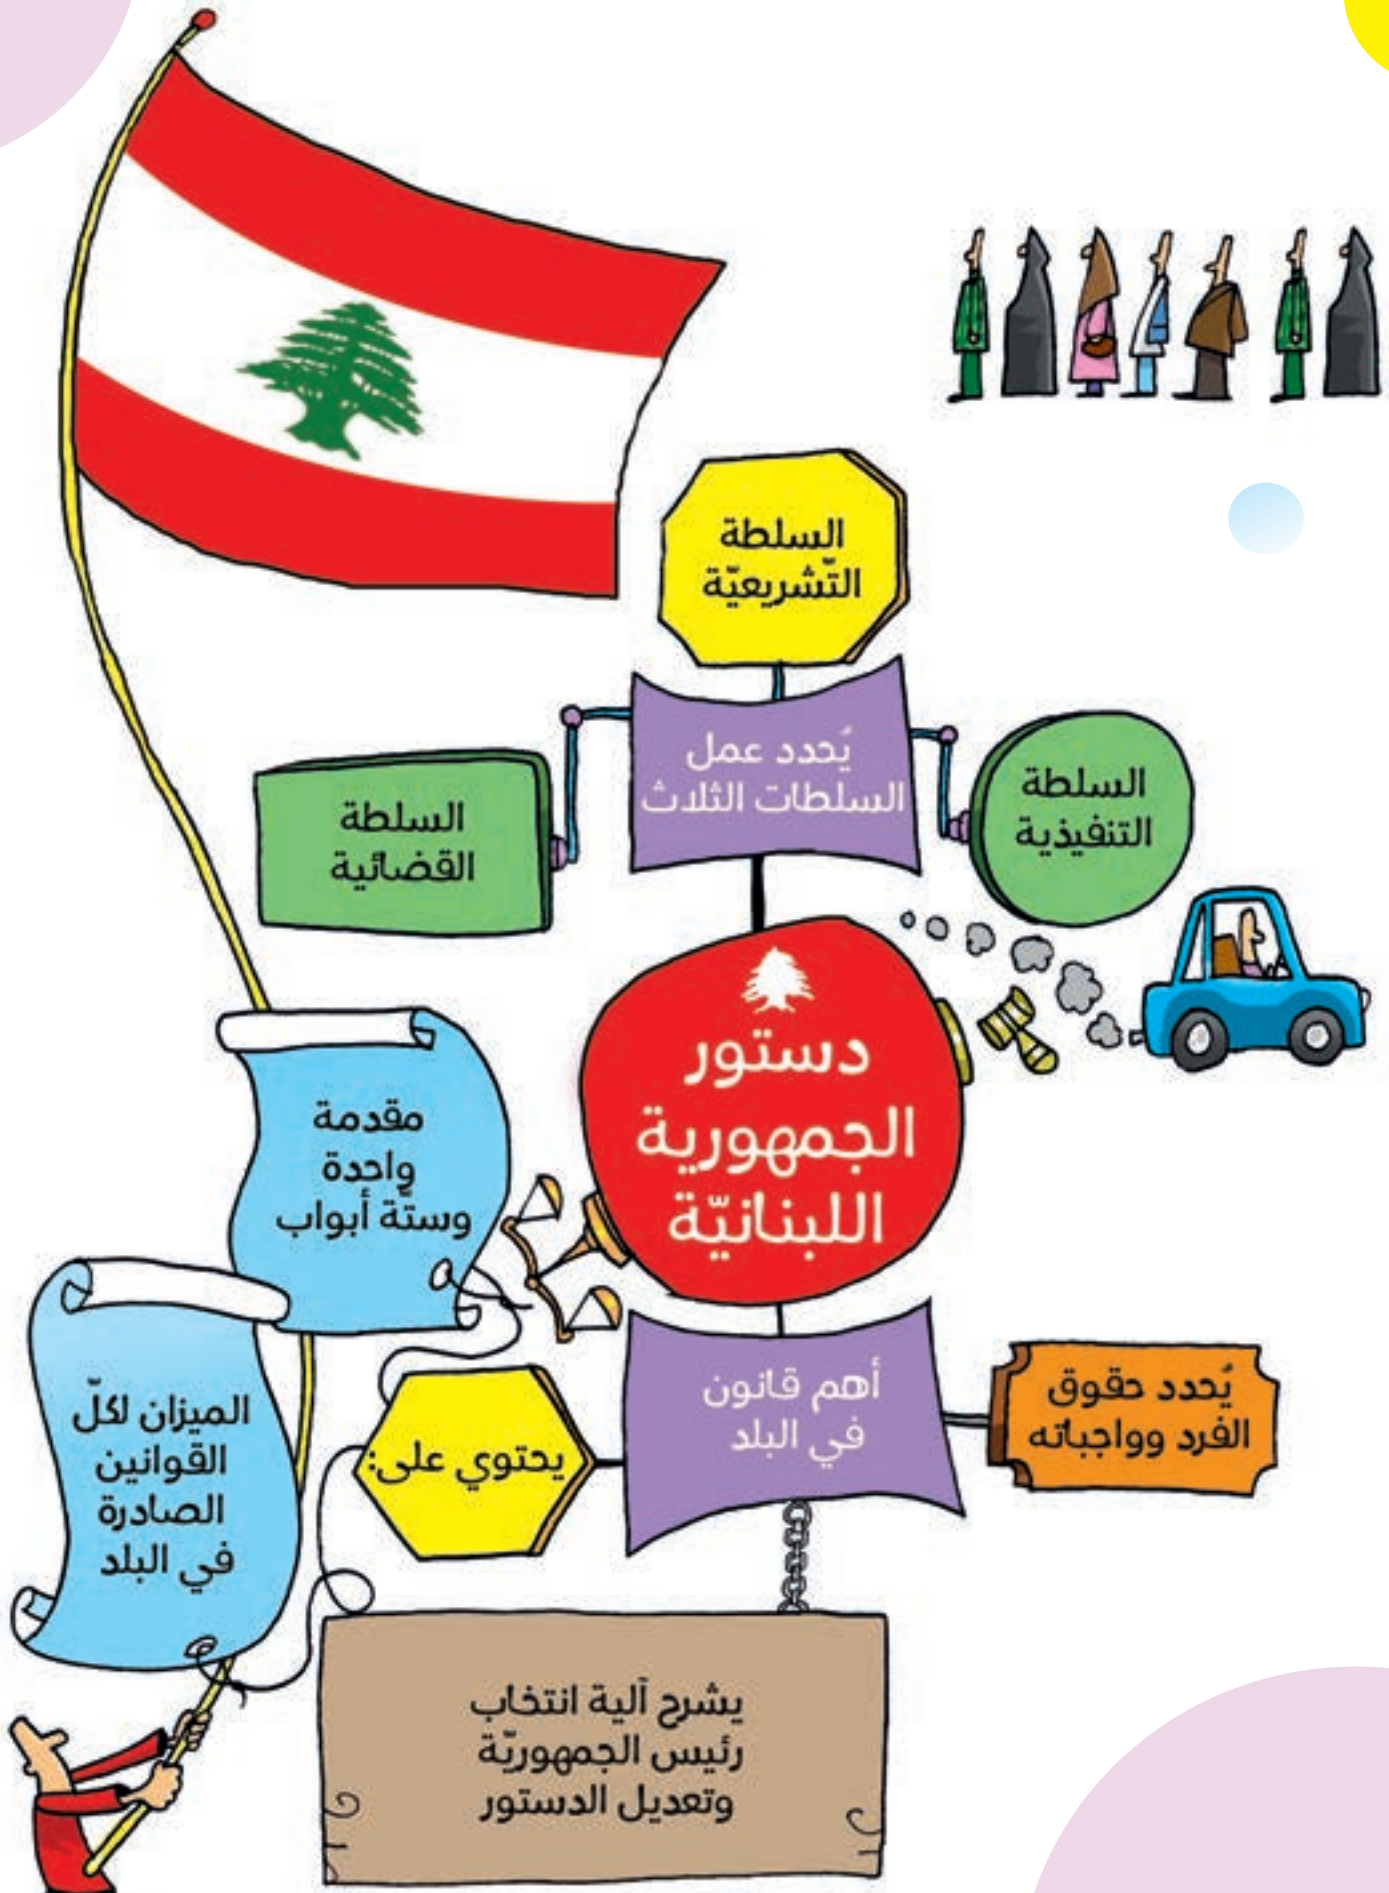 السلطة
التّشريعيّة
يُحدد عمل
السلطات الثلاث
السلطة
التنفيذية
السلطة
القضائية
دستور
الجمهورية
اللبنانيّة
مقدمة
واحدة
وستّة أبواب
أهم قانون
في البلد
يُحدد حقوق
الفرد وواجباته
يحتوي على:
الميزان لكلّ
القوانين
الصادرة
في البلد
يشرح آلية انتخاب
رئيس الجمهوريّة
وتعديل الدستور